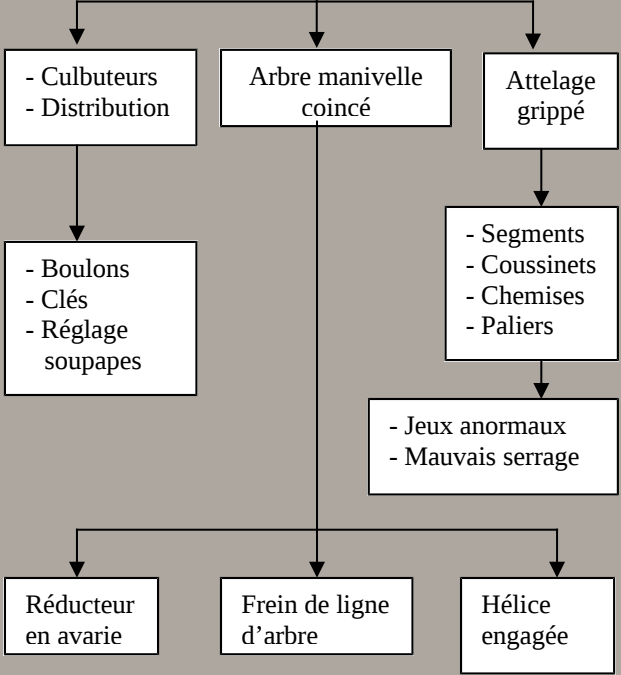 - Culbuteurs
- Distribution
Arbre manivelle
coincé
Attelage
grippé
- Boulons
- Clés
- Réglage
soupapes
- Segments
- Coussinets
- Chemises
- Paliers
- Jeux anormaux
- Mauvais serrage
Réducteur
en avarie
Frein de ligne
d’arbre
Hélice
engagée